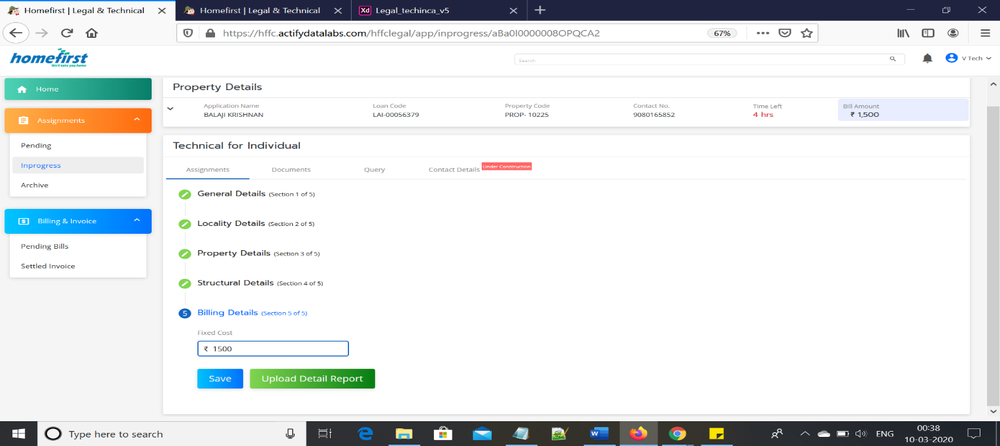 Homefirst | Legal & Technical
Homefirst | Legal & Technical
Xd Legal_techinca_v5
https://hffc.actifydatalabs.com/hffclegal/app/inprogress/aBa0l0000008OPQCA2 67%
homefirst
We'll take you home
Search
V Tech
Home
Assignments
Pending
Inprogress
Archive
Billing & Invoice
Pending Bills
Settled Invoice
Property Details
Application Name Loan Code Property Code Contact No. Time Left Bill Amount
BALAJI KRISHNAN LAI-00056379 PROP- 10225 9080165852 4 hrs ₹ 1,500
Technical for Individual
Assignments Documents Query Contact Details Under Construction
General Details (Section 1 of 5)
Locality Details (Section 2 of 5)
Property Details (Section 3 of 5)
Structural Details (Section 4 of 5)
5 Billing Details (Section 5 of 5)
Fixed Cost
₹ 1500
Save Upload Detail Report
Type here to search
ENG
00:38
10-03-2020